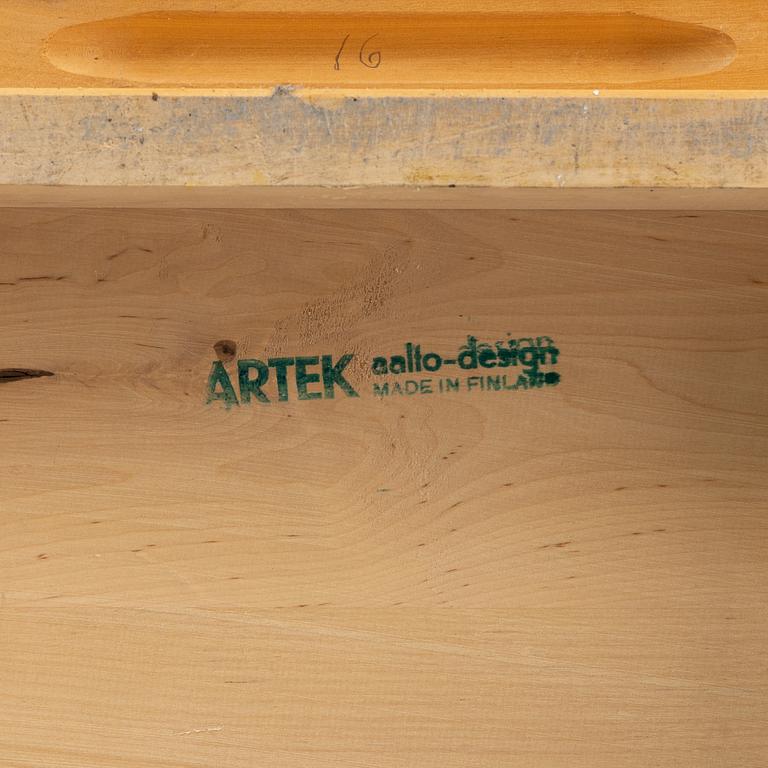 16
ARTEK aalto-design
MADE IN FINLAND